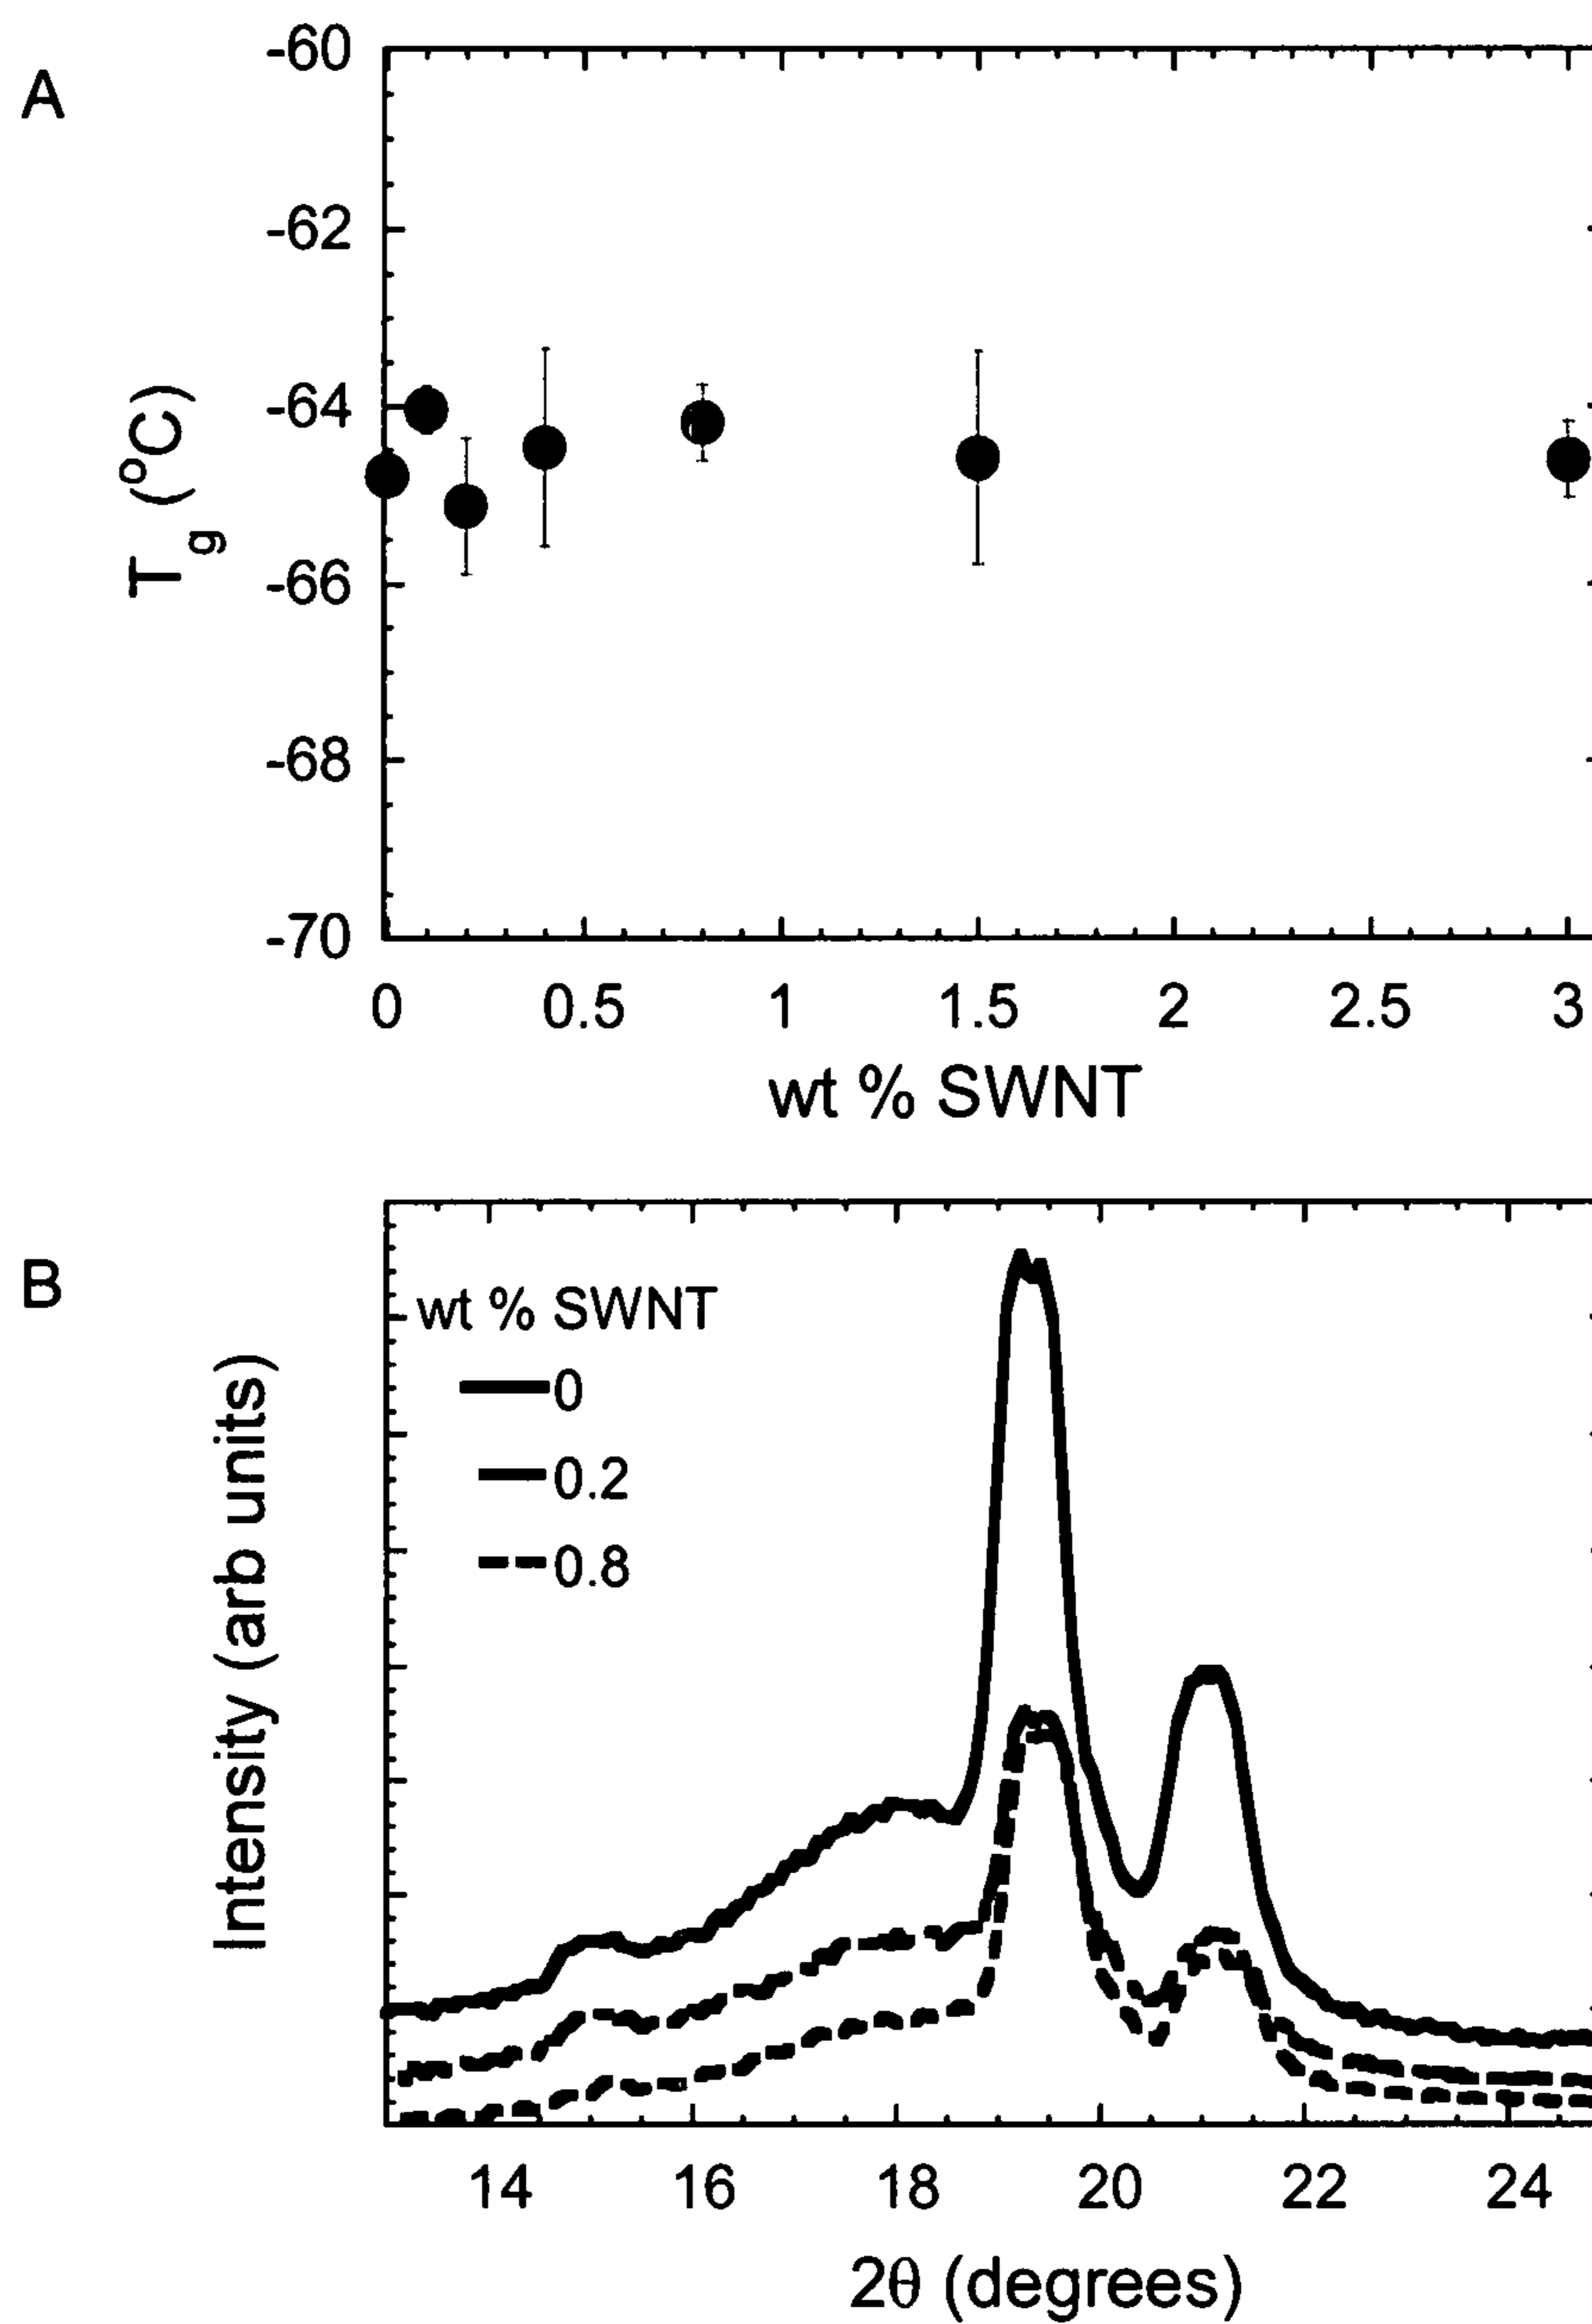 A
-60
-62
-64
-66
-68
-70
T_g (°C)
0 0.5 1 1.5 2 2.5 3
wt % SWNT
B
wt % SWNT
0
0.2
0.8
Intensity (arb units)
14 16 18 20 22 24
2θ (degrees)